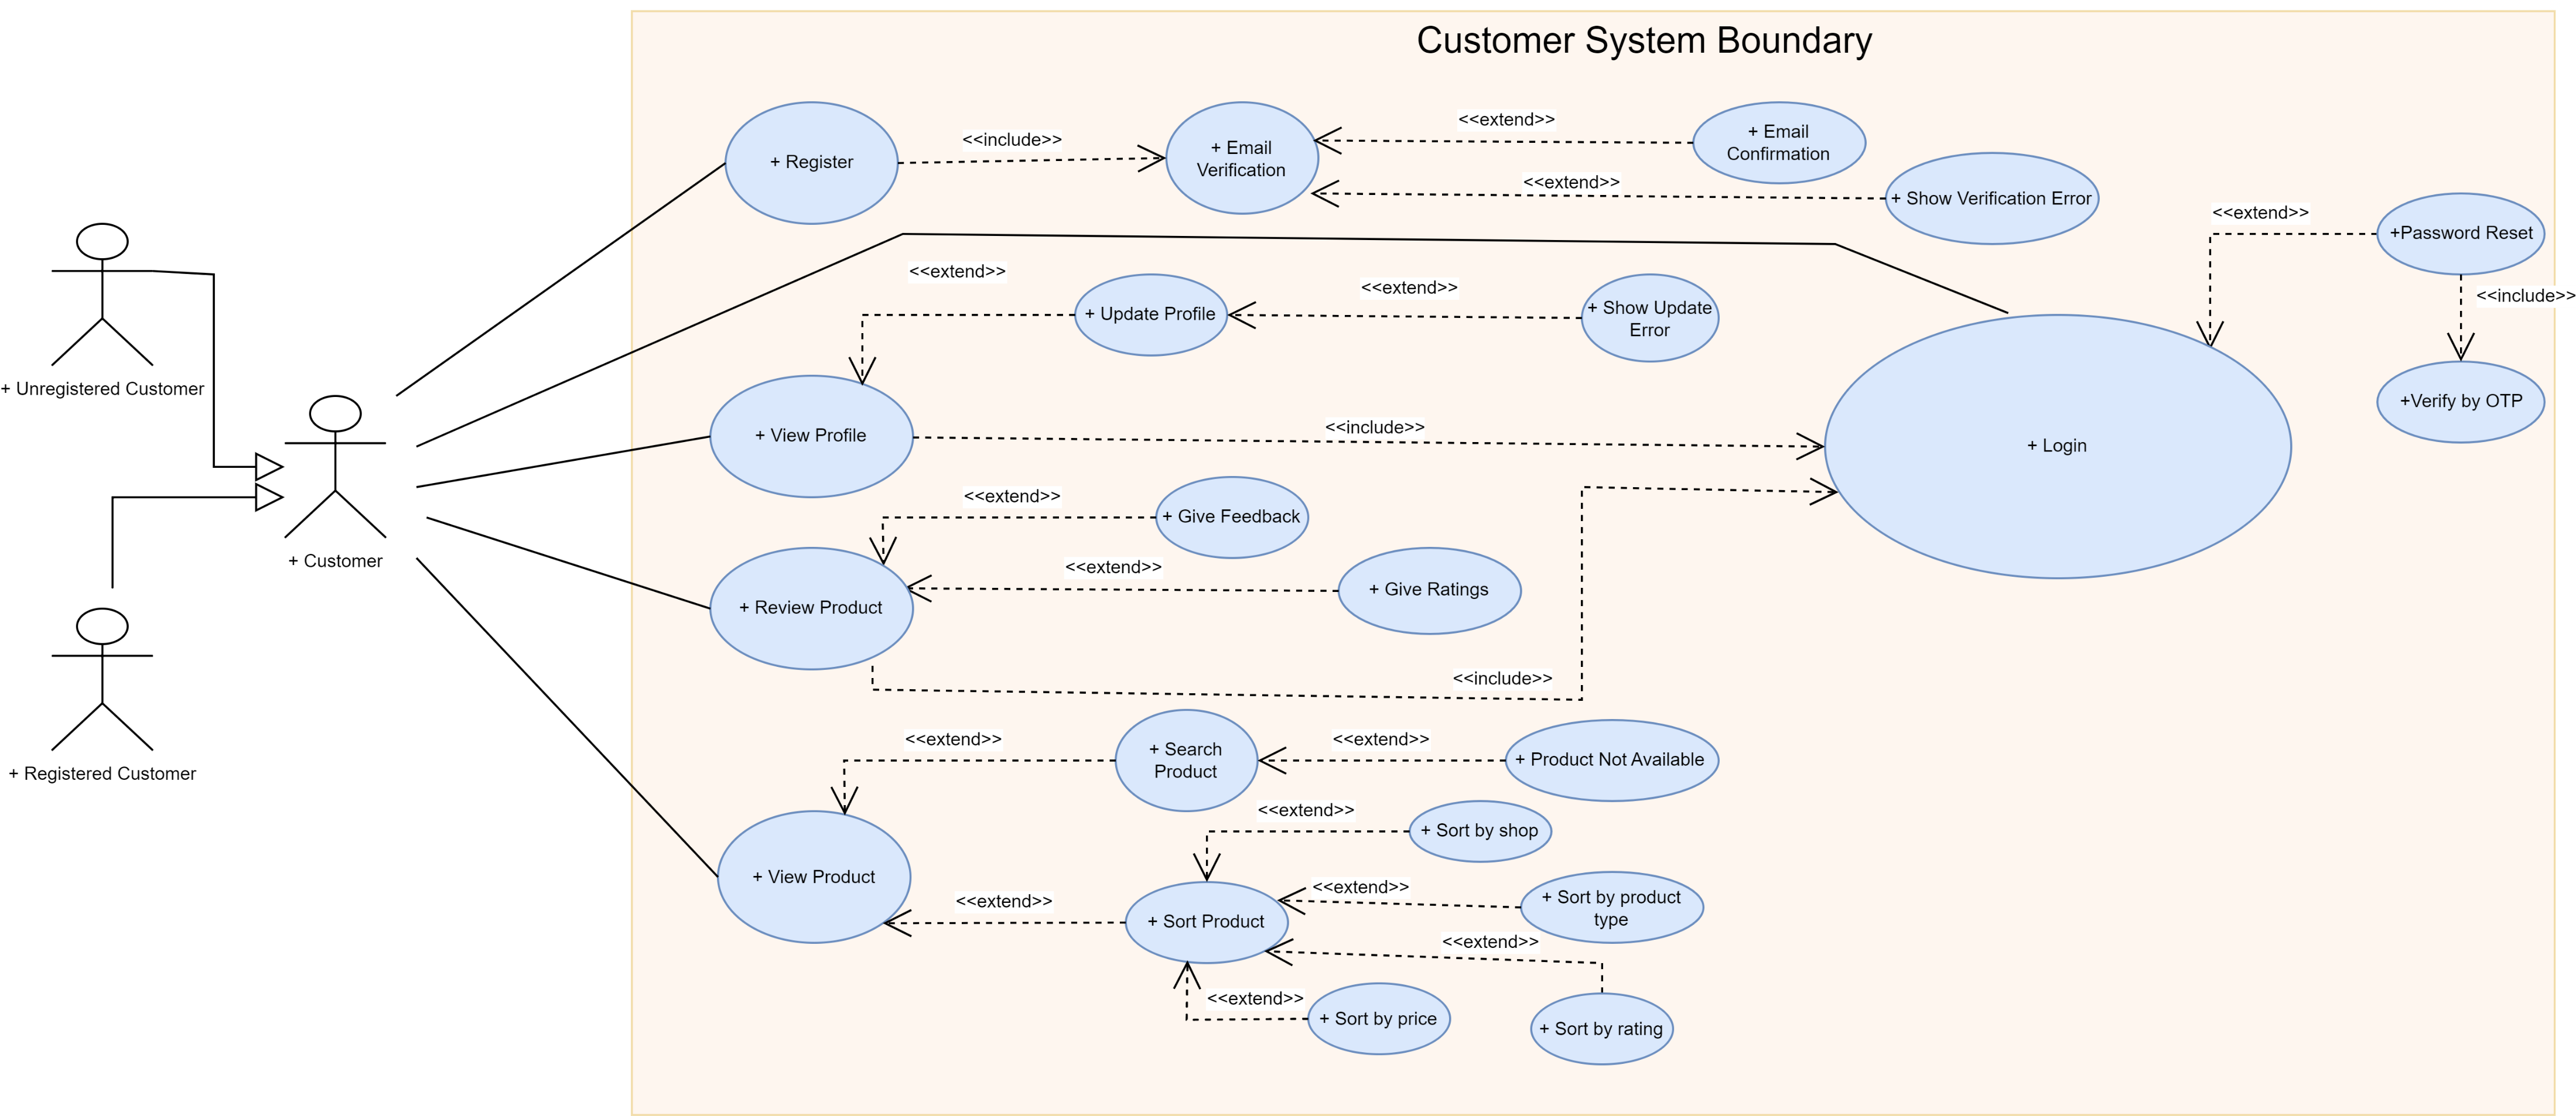 Customer System Boundary
+ Register
<<include>>
+ Email
Verification
<<extend>>
+ Email
Confirmation
<<extend>>
+ Show Verification Error
<<extend>>
+Password Reset
<<include>>
+Verify by OTP
+ Unregistered Customer
<<extend>>
+ Update Profile
<<extend>>
+ Show Update
Error
+ View Profile
<<include>>
+ Login
+ Customer
<<extend>>
+ Give Feedback
<<extend>>
+ Give Ratings
+ Review Product
<<include>>
+ Registered Customer
<<extend>>
+ Search
Product
<<extend>>
+ Product Not Available
<<extend>>
+ Sort by shop
+ View Product
<<extend>>
+ Sort Product
<<extend>>
+ Sort by product
type
<<extend>>
+ Sort by rating
<<extend>>
+ Sort by price